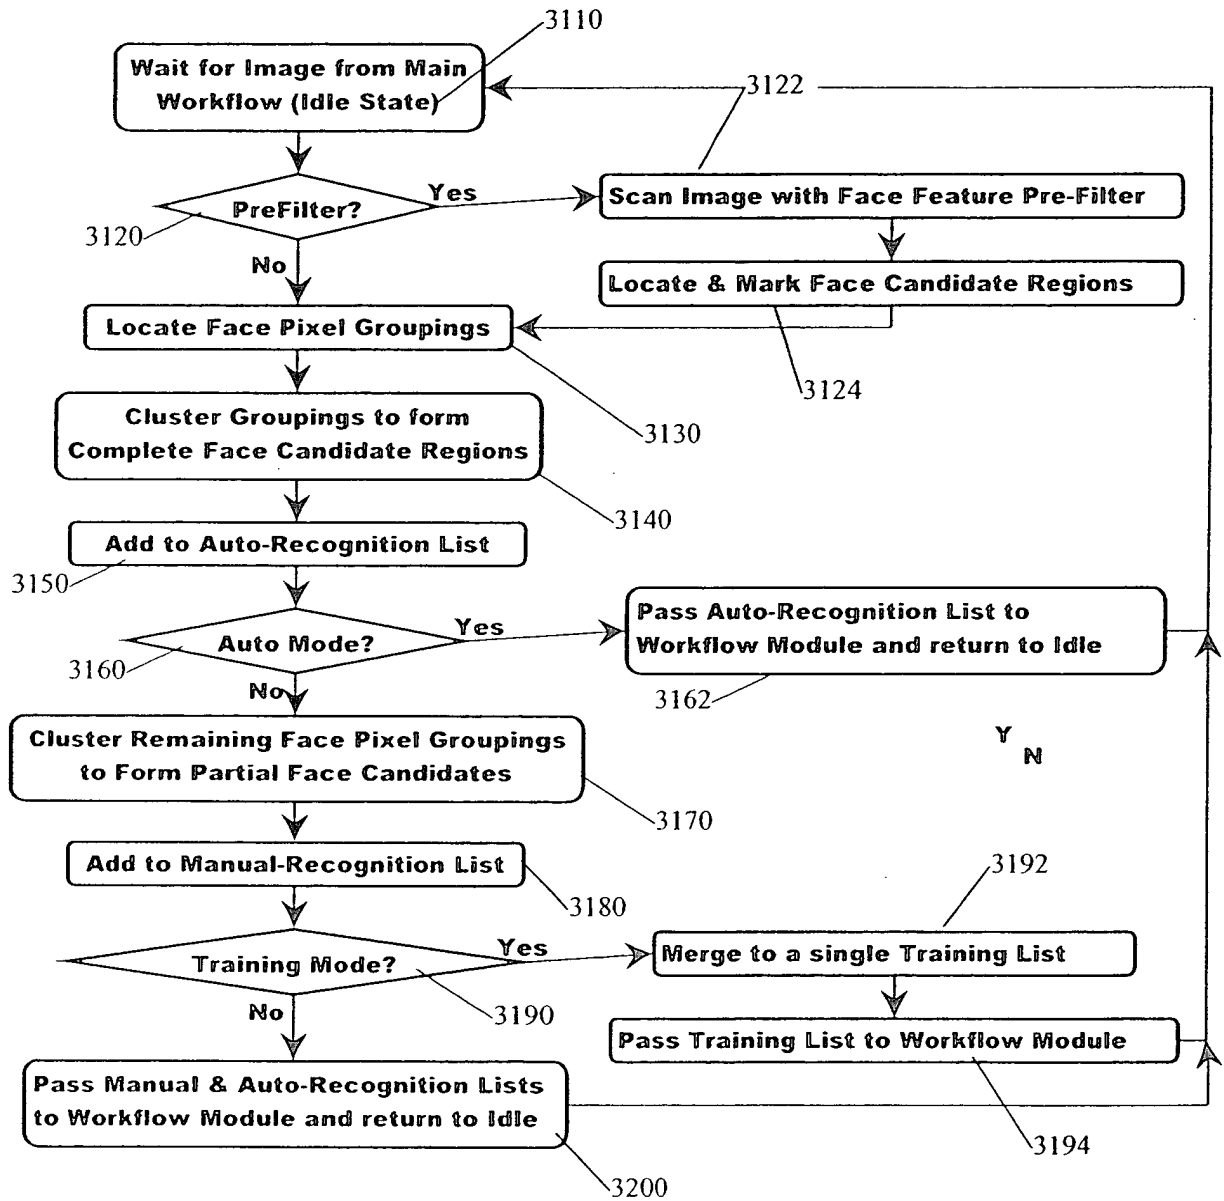 3110
Wait for Image from Main
Workflow (Idle State)
3122
PreFilter?
Yes
Scan Image with Face Feature Pre-Filter
3120
No
Locate & Mark Face Candidate Regions
Locate Face Pixel Groupings
3124
Cluster Groupings to form
Complete Face Candidate Regions
3130
3140
Add to Auto-Recognition List
3150
Auto Mode?
Yes
Pass Auto-Recognition List to
Workflow Module and return to Idle
3160
No
3162
Y
N
Cluster Remaining Face Pixel Groupings
to Form Partial Face Candidates
3170
Add to Manual-Recognition List
3180
3192
Training Mode?
Yes
Merge to a single Training List
3190
No
Pass Training List to Workflow Module
Pass Manual & Auto-Recognition Lists
to Workflow Module and return to Idle
3194
3200